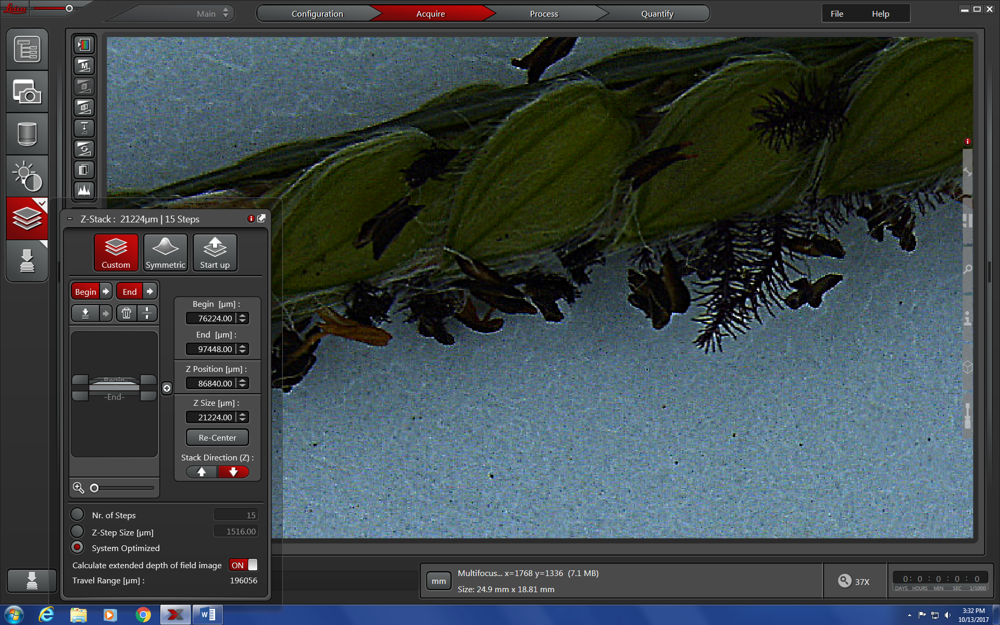 Leica
Main
Configuration
Acquire
Process
Quantify
File
Help
M
Z-Stack : 21224µm | 15 Steps
Custom
Symmetric
Start up
Begin
End
Begin [µm] :
76224.00
End [µm] :
97448.00
-Begin-
-End-
Z Position [µm] :
86840.00
Z Size [µm] :
21224.00
Re-Center
Stack Direction (Z) :
Nr. of Steps
15
Z-Step Size [µm]
1516.00
System Optimized
Calculate extended depth of field image
ON
Travel Range [µm] :
196056
mm
Multifocus... x=1768 y=1336 (7.1 MB)
Size: 24.9 mm x 18.81 mm
37X
0 : 0 : 0 : 0 : 0
DAYS HOURS MIN SEC 1/1000
W
3:32 PM
10/13/2017